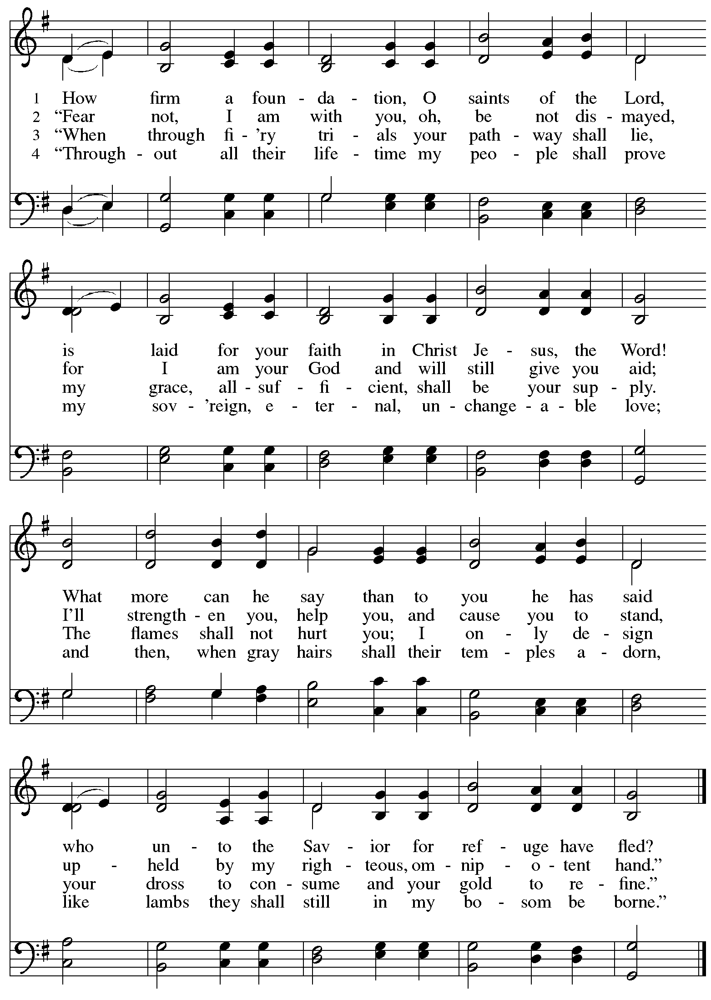 1 How firm a foun - da - tion, O saints of the Lord,
2 “Fear not, I am with you, oh, be not dis - mayed,
3 “When through fi - ’ry tri - als your path - way shall lie,
4 “Through - out all their life - time my peo - ple shall prove
is laid for your faith in Christ Je - sus, the Word!
for I am your God and will still give you aid;
my grace, all - suf - fi - cient, shall be your sup - ply.
my sov - ’reign, e - ter - nal, un - change - a - ble love;
What more can he say than to you he has said
I’ll strength - en you, help you, and cause you to stand,
The flames shall not hurt you; I on - ly de - sign
and then, when gray hairs shall their tem - ples a - dorn,
who un - to the Sav - ior for ref - uge have fled?
up - held by my righ - teous, om - nip - o - tent hand.”
your dross to con - sume and your gold to re - fine.”
like lambs they shall still in my bo - som be borne.”